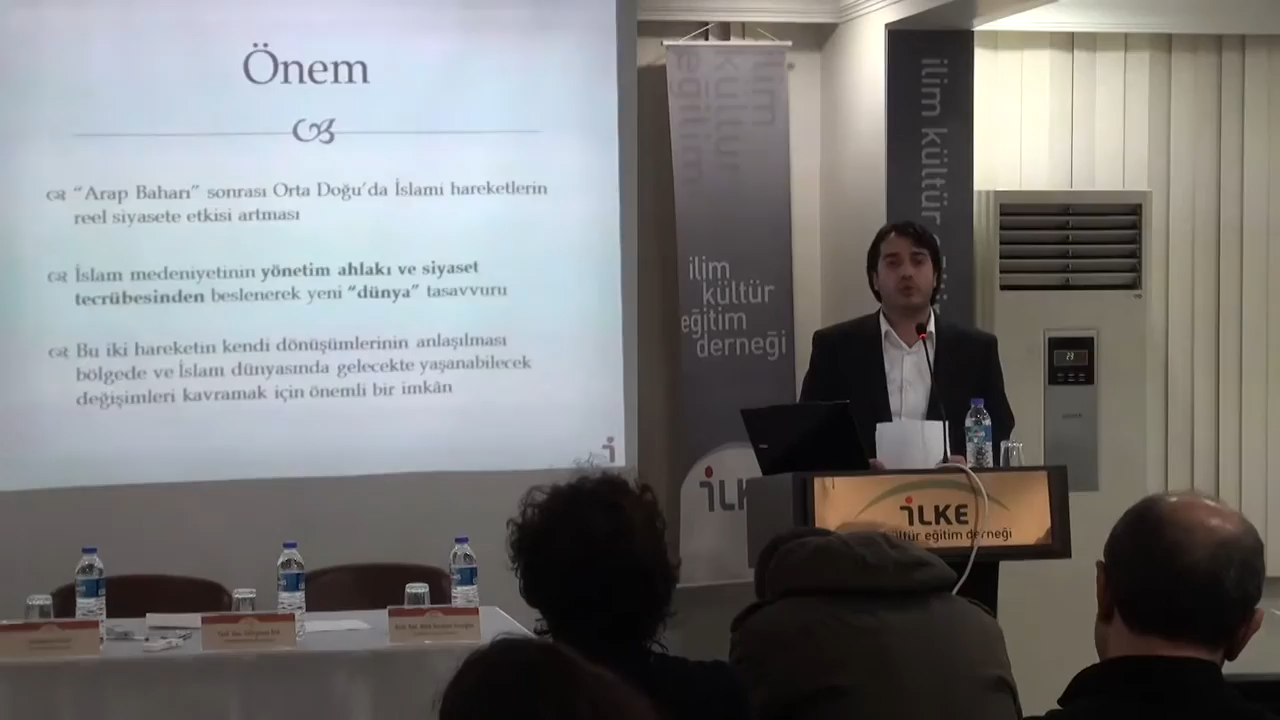 Önem
“Arap Baharı” sonrası Orta Doğu’da İslami hareketlerin
reel siyasete etkisi artması
İslam medeniyetinin yönetim ahlakı ve siyaset
tecrübesinden beslenerek yeni “dünya” tasavvuru
Bu iki hareketin kendi dönüşümlerinin anlaşılması
bölgede ve İslam dünyasında gelecekte yaşanabilecek
değişimleri kavramak için önemli bir imkân
ilim
kültür
eğitim
ilim
kültür
eğitim
derneği
ilim kültür
23
İLKE
kültür eğitim derneği